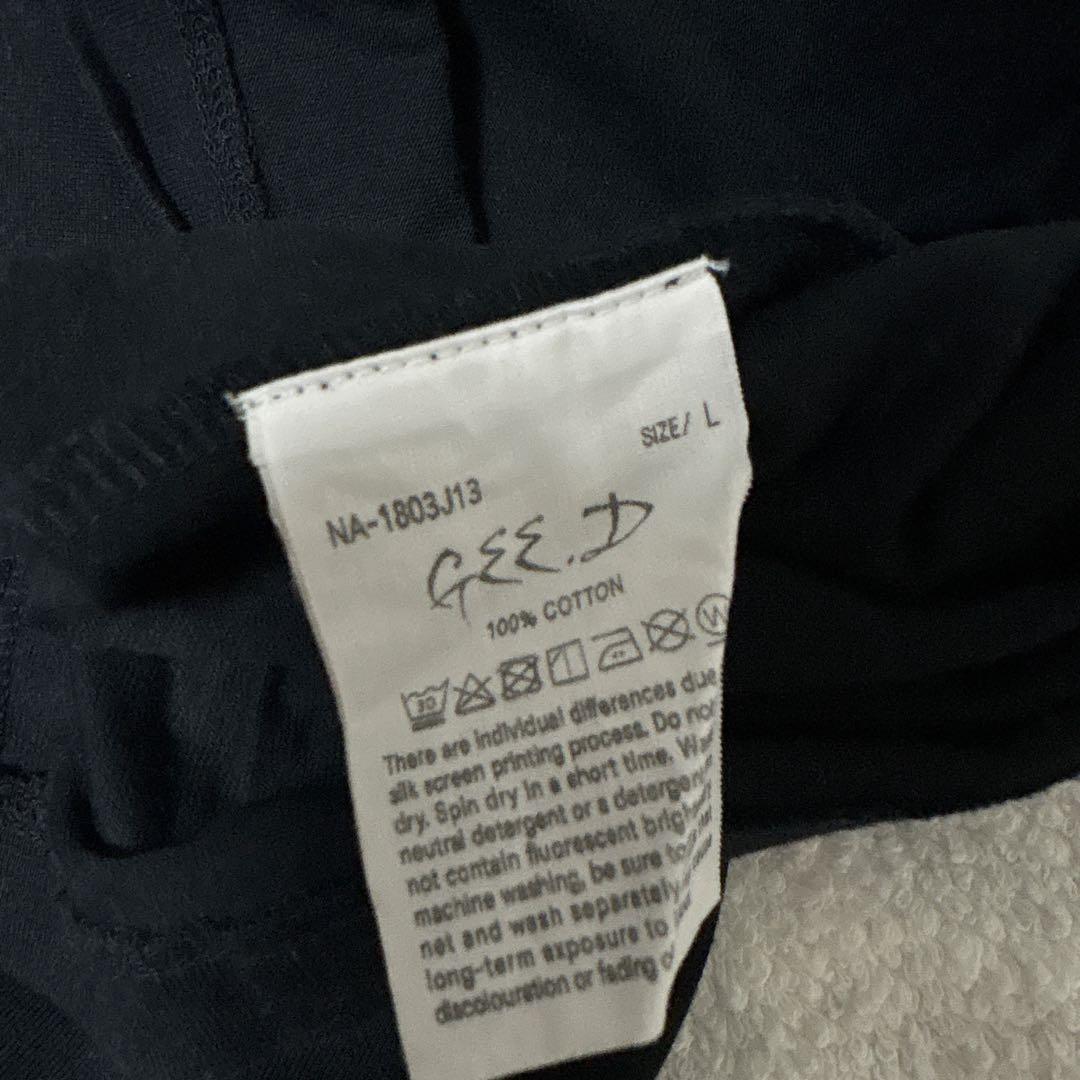 SIZE/ L
NA-1803J13
GEE.D
100% COTTON
30
W
There are individual differences due
silk screen printing process. Do not
dry. Spin dry in a short time.
neutral detergent or a detergent
not contain fluorescent
machine washing, be sure to
net and wash separately
long-term exposure to
discolouration or fading